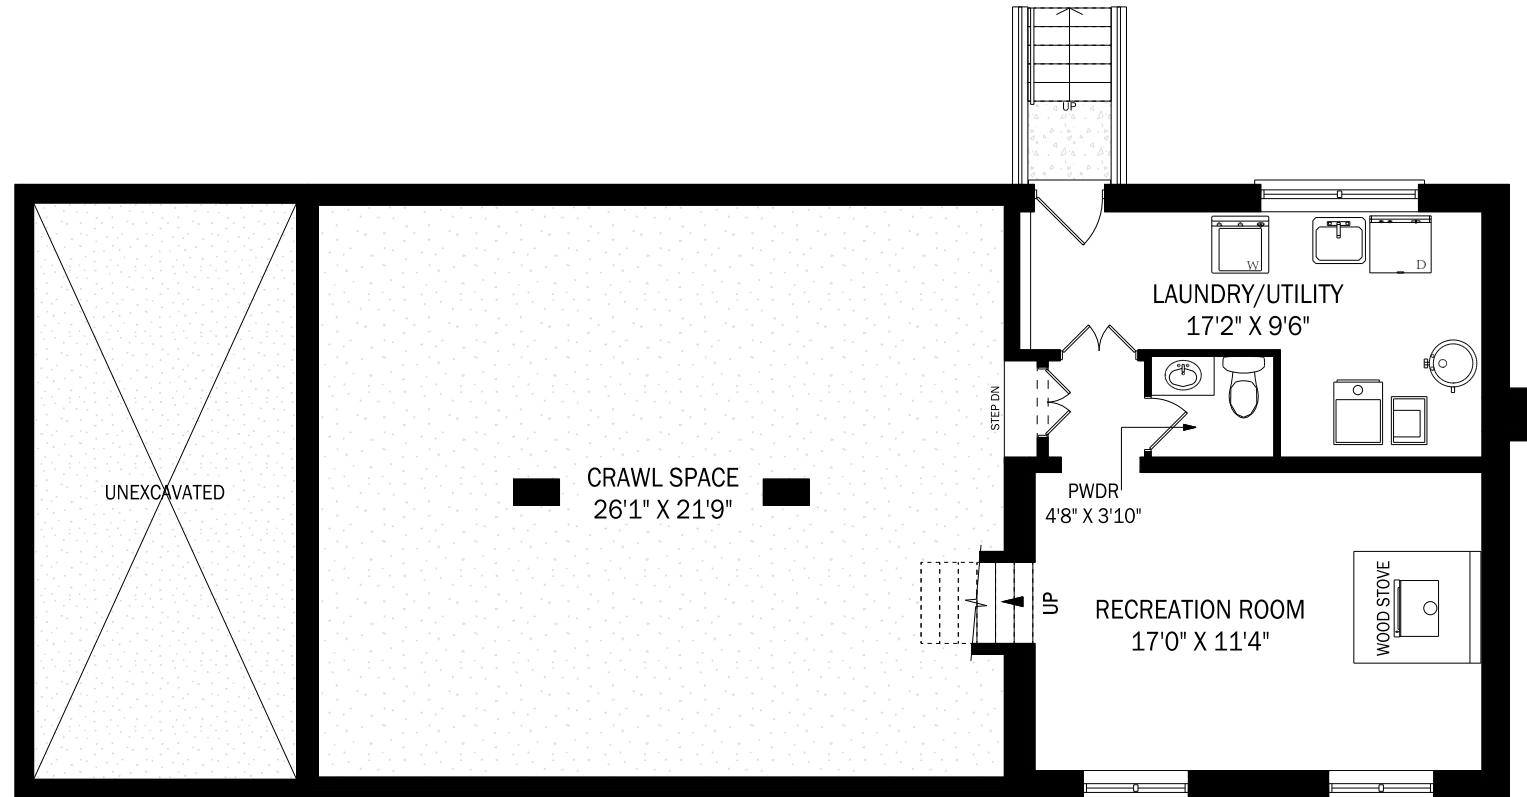 UP
W
D
LAUNDRY/UTILITY
17'2" X 9'6"
STEP DN
UNEXCAVATED
CRAWL SPACE
26'1" X 21'9"
PWDR
4'8" X 3'10"
UP
RECREATION ROOM
17'0" X 11'4"
WOOD STOVE